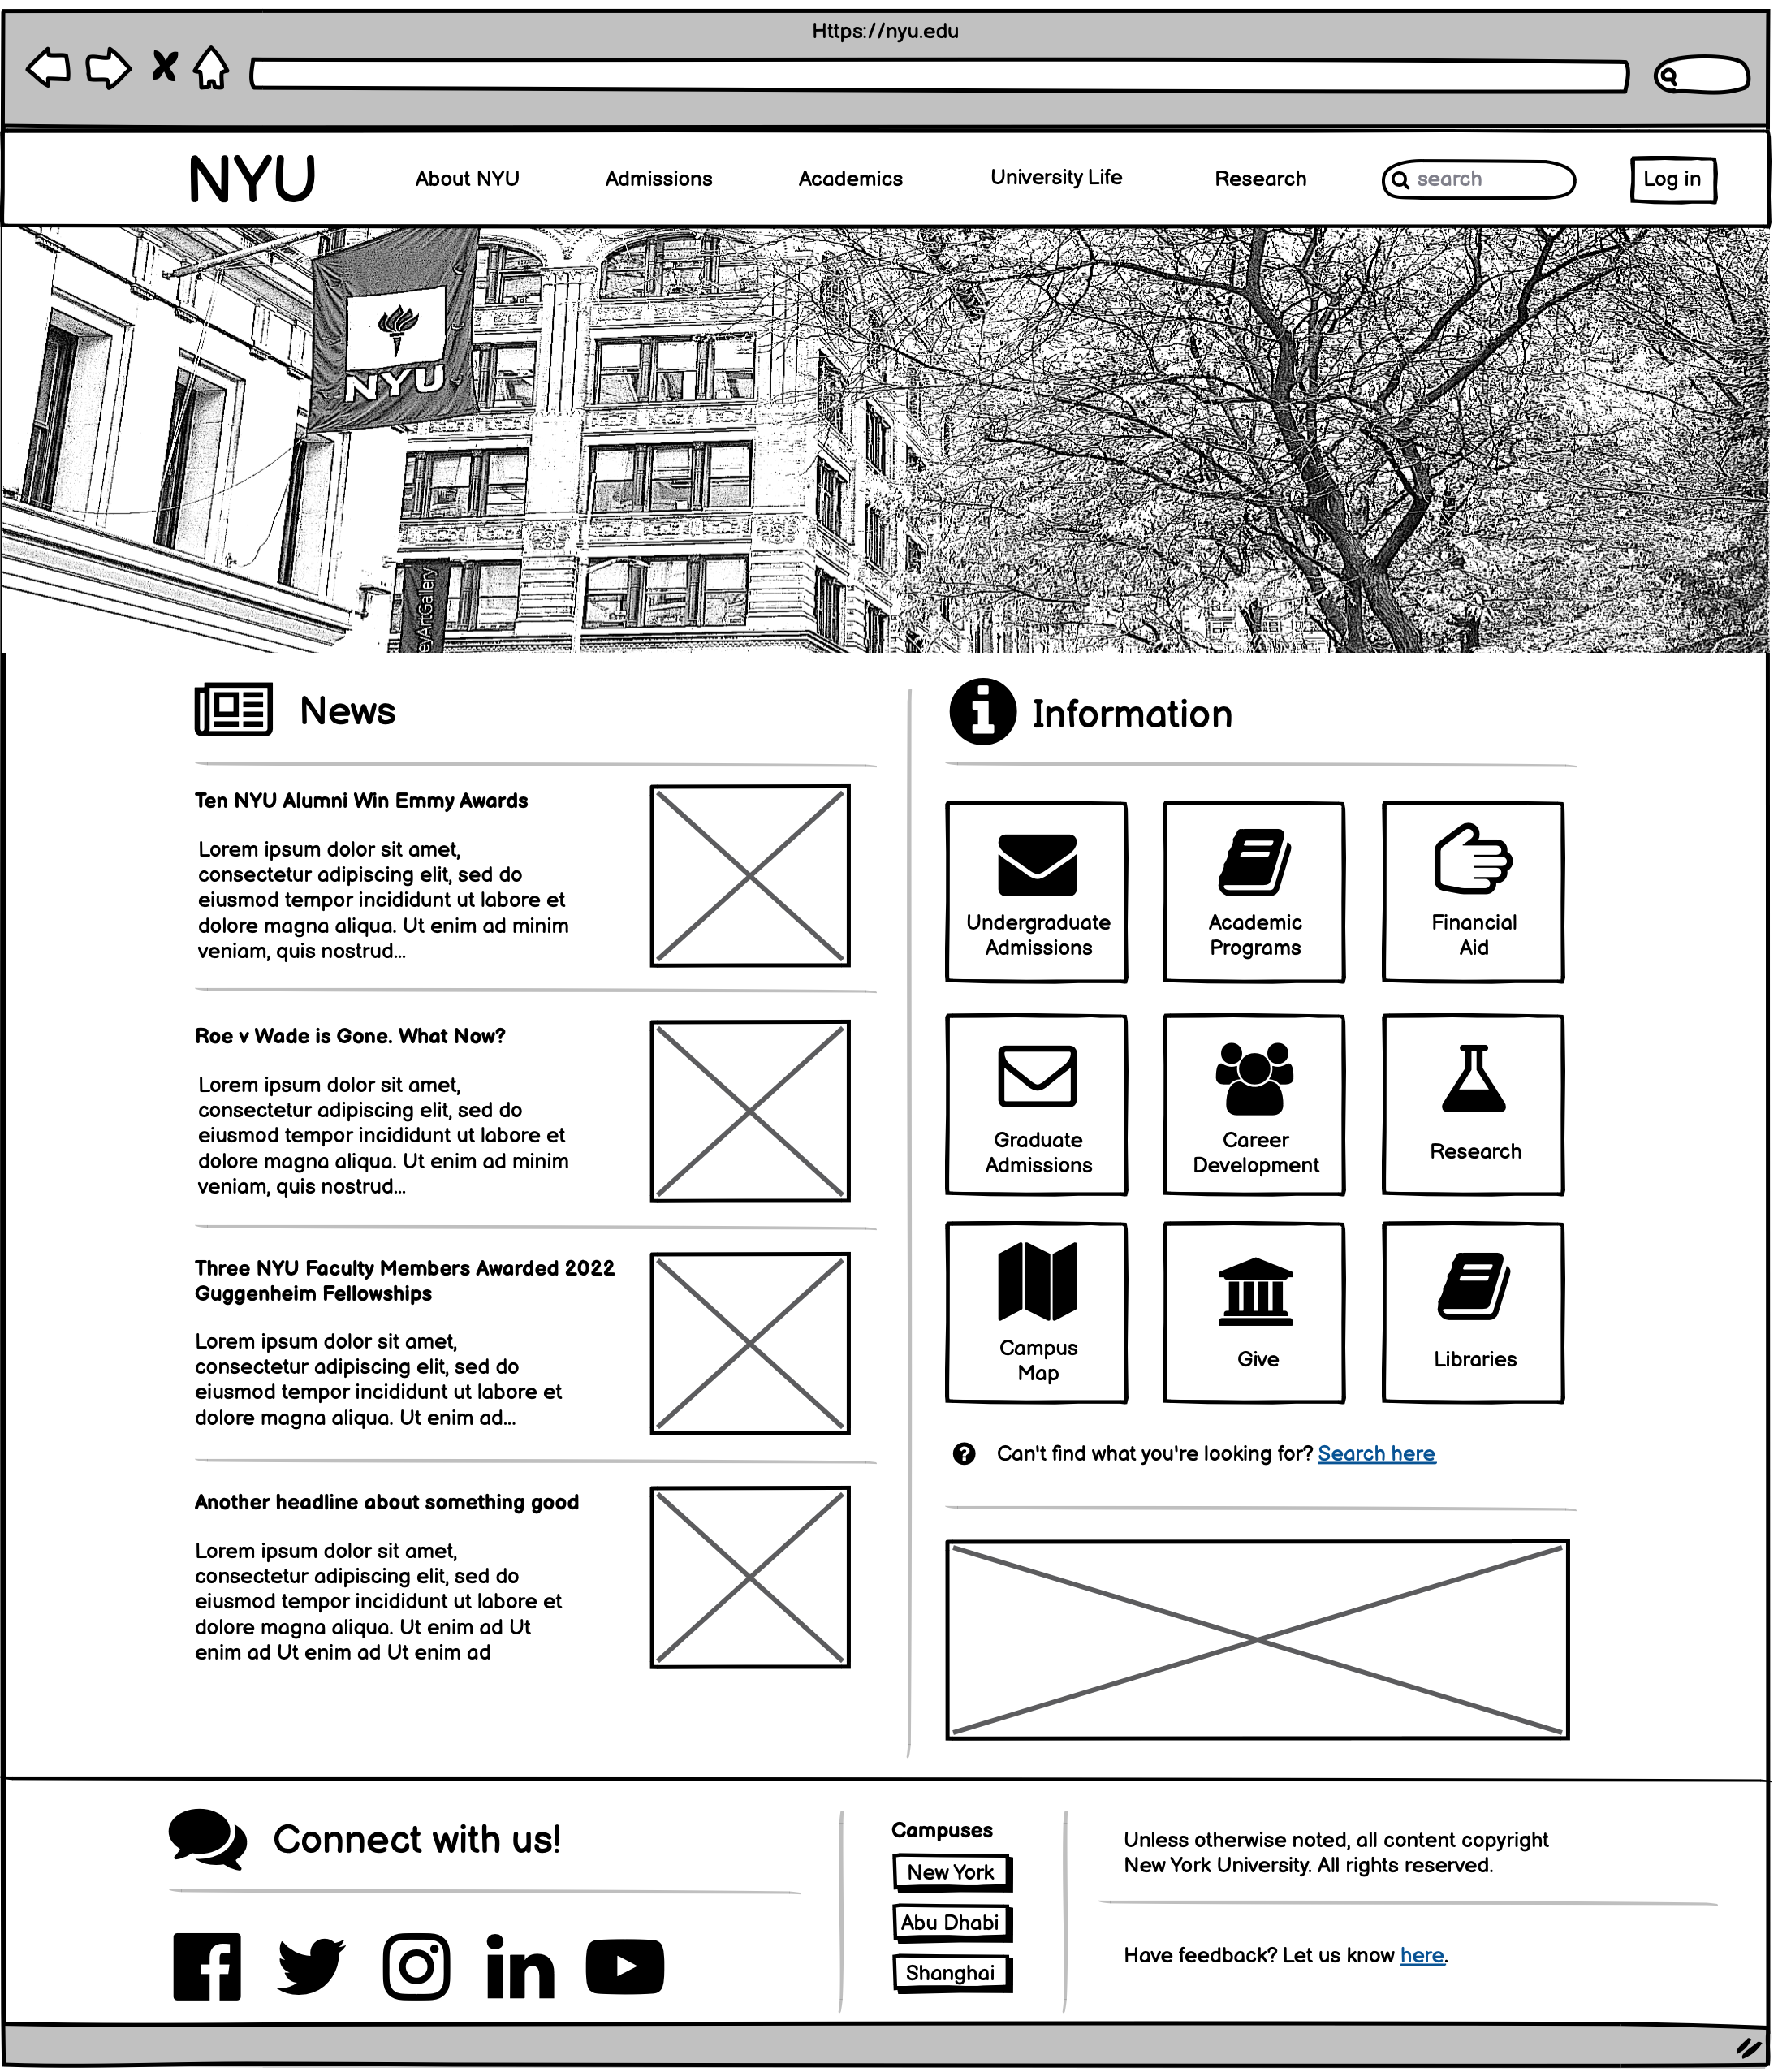 Https://nyu.edu
NYU
About NYU
Admissions
Academics
University Life
Research
search
Log in
NYU
ArtGallery
News
Ten NYU Alumni Win Emmy Awards
Lorem ipsum dolor sit amet,
consectetur adipiscing elit, sed do
eiusmod tempor incididunt ut labore et
dolore magna aliqua. Ut enim ad minim
veniam, quis nostrud...
Roe v Wade is Gone. What Now?
Lorem ipsum dolor sit amet,
consectetur adipiscing elit, sed do
eiusmod tempor incididunt ut labore et
dolore magna aliqua. Ut enim ad minim
veniam, quis nostrud...
Three NYU Faculty Members Awarded 2022
Guggenheim Fellowships
Lorem ipsum dolor sit amet,
consectetur adipiscing elit, sed do
eiusmod tempor incididunt ut labore et
dolore magna aliqua. Ut enim ad...
Another headline about something good
Lorem ipsum dolor sit amet,
consectetur adipiscing elit, sed do
eiusmod tempor incididunt ut labore et
dolore magna aliqua. Ut enim ad Ut
enim ad Ut enim ad Ut enim ad
Information
Undergraduate
Admissions
Academic
Programs
Financial
Aid
Graduate
Admissions
Career
Development
Research
Campus
Map
Give
Libraries
Can't find what you're looking for? Search here
Connect with us!
Campuses
New York
Abu Dhabi
Shanghai
Unless otherwise noted, all content copyright
New York University. All rights reserved.
Have feedback? Let us know here.